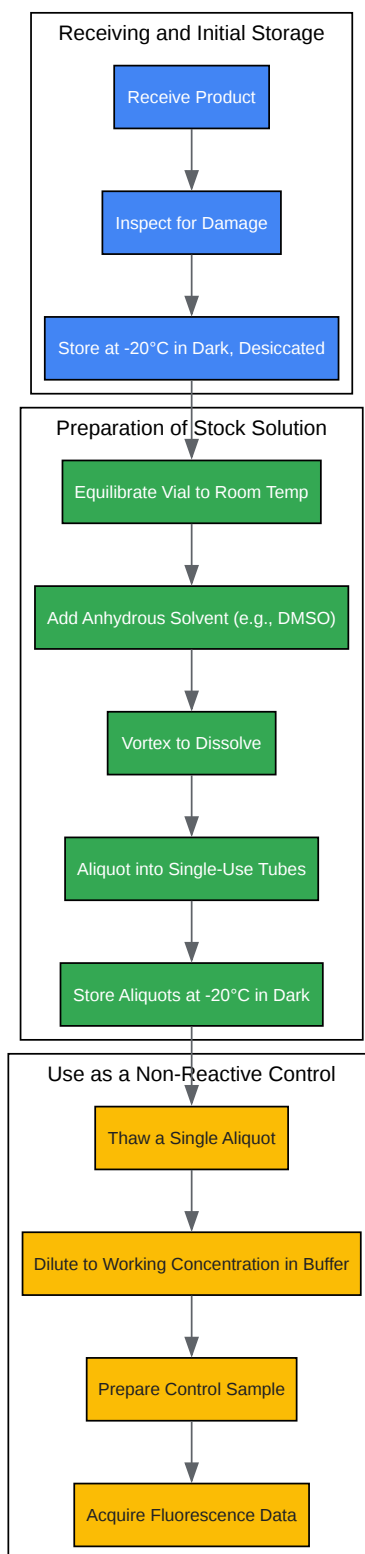 Receiving and Initial Storage
Receive Product
Inspect for Damage
Store at -20°C in Dark, Desiccated
Preparation of Stock Solution
Equilibrate Vial to Room Temp
Add Anhydrous Solvent (e.g., DMSO)
Vortex to Dissolve
Aliquot into Single-Use Tubes
Store Aliquots at -20°C in Dark
Use as a Non-Reactive Control
Thaw a Single Aliquot
Dilute to Working Concentration in Buffer
Prepare Control Sample
Acquire Fluorescence Data